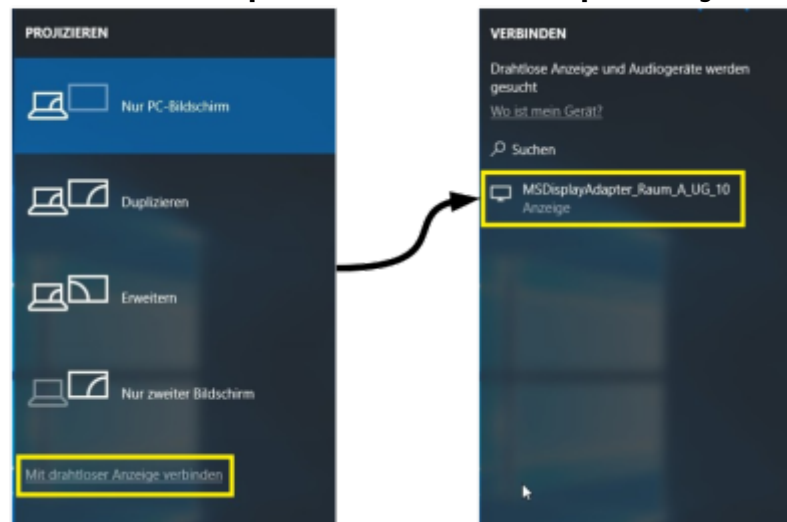 PROJIZIEREN
Nur PC-Bildschirm
Duplizieren
Erweitern
Nur zweiter Bildschirm
Mit drahtloser Anzeige verbinden
VERBINDEN
Drahtlose Anzeige und Audiogeräte werden
gesucht
Wo ist mein Gerät?
Suchen
MSDisplayAdapter_Raum_A_UG_10
Anzeige